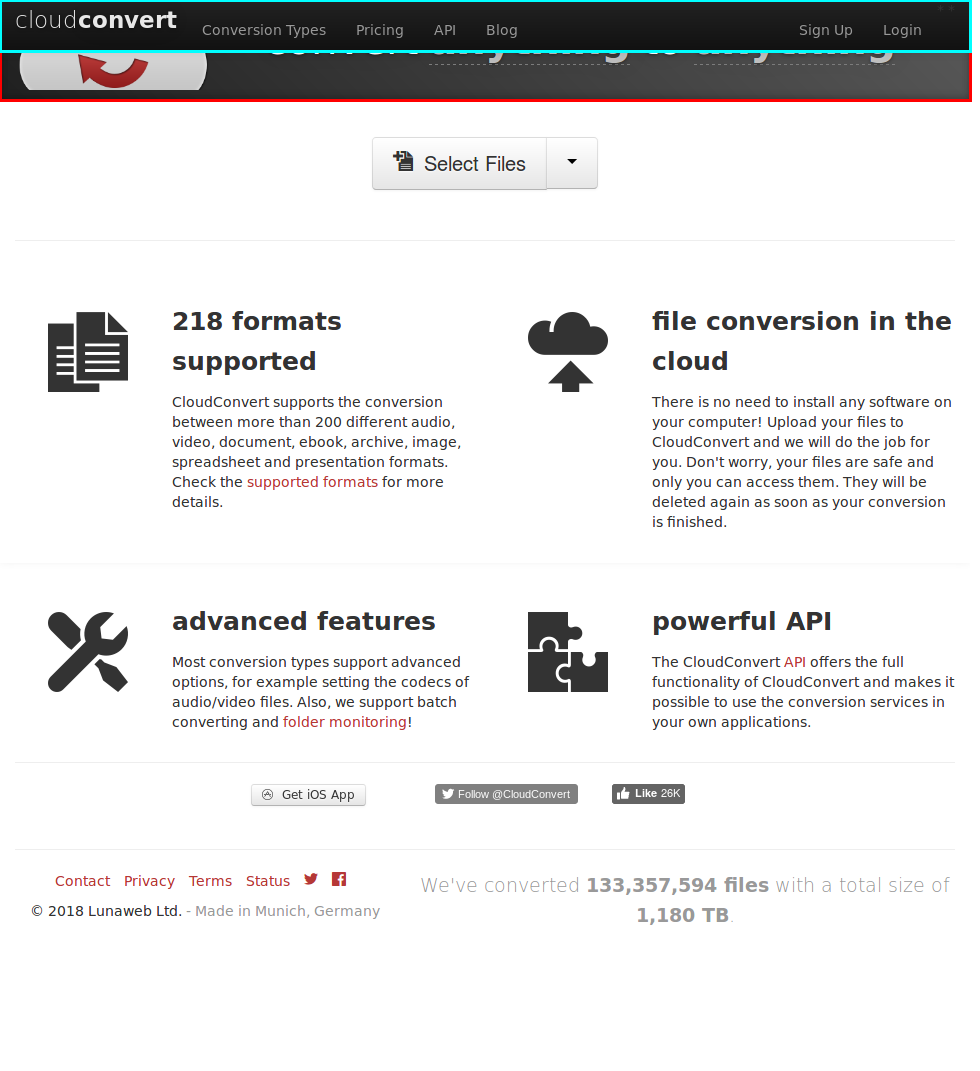 cloudconvert
Conversion Types Pricing API Blog Sign Up Login
convert anything to anything
Select Files
218 formats
supported
CloudConvert supports the conversion
between more than 200 different audio,
video, document, ebook, archive, image,
spreadsheet and presentation formats.
Check the supported formats for more
details.
file conversion in the
cloud
There is no need to install any software on
your computer! Upload your files to
CloudConvert and we will do the job for
you. Don't worry, your files are safe and
only you can access them. They will be
deleted again as soon as your conversion
is finished.
advanced features
Most conversion types support advanced
options, for example setting the codecs of
audio/video files. Also, we support batch
converting and folder monitoring!
powerful API
The CloudConvert API offers the full
functionality of CloudConvert and makes it
possible to use the conversion services in
your own applications.
Get iOS App
Follow @CloudConvert
Like 26K
Contact Privacy Terms Status
© 2018 Lunaweb Ltd. - Made in Munich, Germany
We've converted 133,357,594 files with a total size of
1,180 TB.